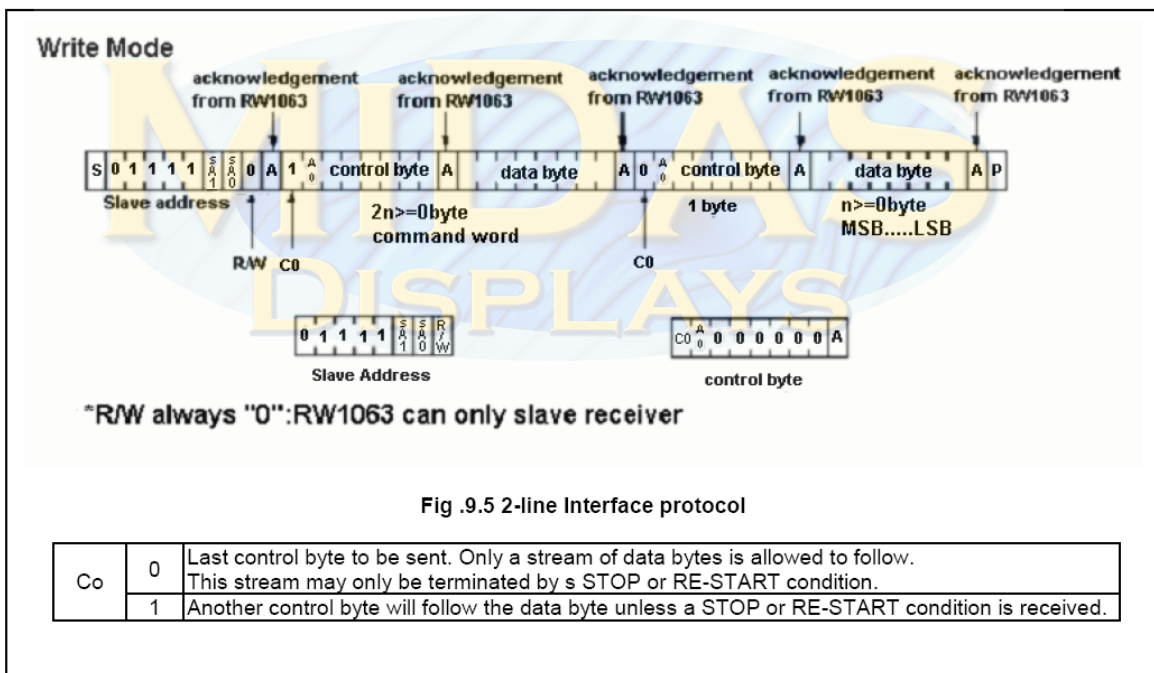 Write Mode
acknowledgement from RW1063
acknowledgement from RW1063
acknowledgement from RW1063
acknowledgement from RW1063
acknowledgement from RW1063
S 0 1 1 1 1 SA1 SA0 0 A 1 A0 control byte A data byte A 0 A0 control byte A data byte A P
Slave address
2n>=0byte
command word
1 byte
n>=0byte
MSB.....LSB
R/W C0
C0
MIDAS
DISPLAYS
0 1 1 1 1 SA1 SA0 R/W
Slave Address
C0 A0 0 0 0 0 0 0 A
control byte
*R/W always "0":RW1063 can only slave receiver
Fig .9.5 2-line Interface protocol
Co
0 Last control byte to be sent. Only a stream of data bytes is allowed to follow.
This stream may only be terminated by s STOP or RE-START condition.
1 Another control byte will follow the data byte unless a STOP or RE-START condition is received.